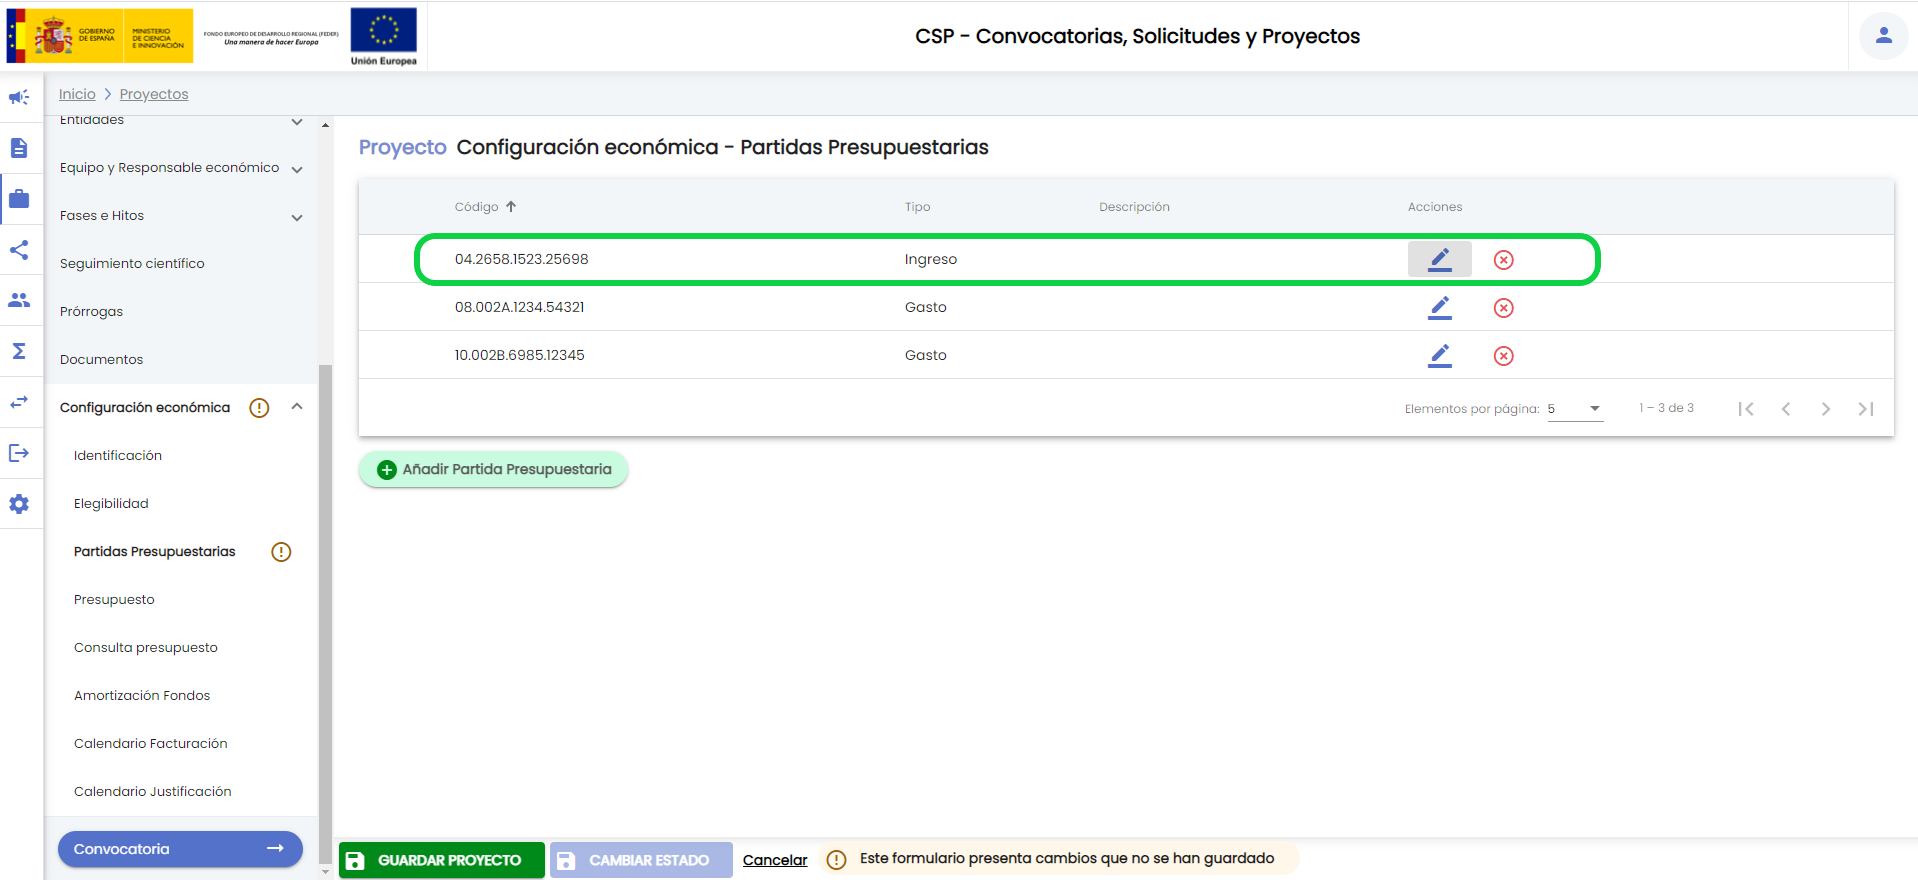 GOBIERNO
DE ESPAÑA
MINISTERIO
DE CIENCIA
E INNOVACIÓN
FONDO EUROPEO DE DESARROLLO REGIONAL (FEDER)
Una manera de hacer Europa
Unión Europea
CSP - Convocatorias, Solicitudes y Proyectos
Inicio > Proyectos
Entidades
Equipo y Responsable económico
Fases e Hitos
Seguimiento científico
Prórrogas
Documentos
Configuración económica
Identificación
Elegibilidad
Partidas Presupuestarias
Presupuesto
Consulta presupuesto
Amortización Fondos
Calendario Facturación
Calendario Justificación
Convocatoria
Proyecto Configuración económica - Partidas Presupuestarias
Código Tipo Descripción Acciones
04.2658.1523.25698 Ingreso
08.002A.1234.54321 Gasto
10.002B.6985.12345 Gasto
Elementos por página: 5 1 – 3 de 3
Añadir Partida Presupuestaria
GUARDAR PROYECTO CAMBIAR ESTADO Cancelar Este formulario presenta cambios que no se han guardado